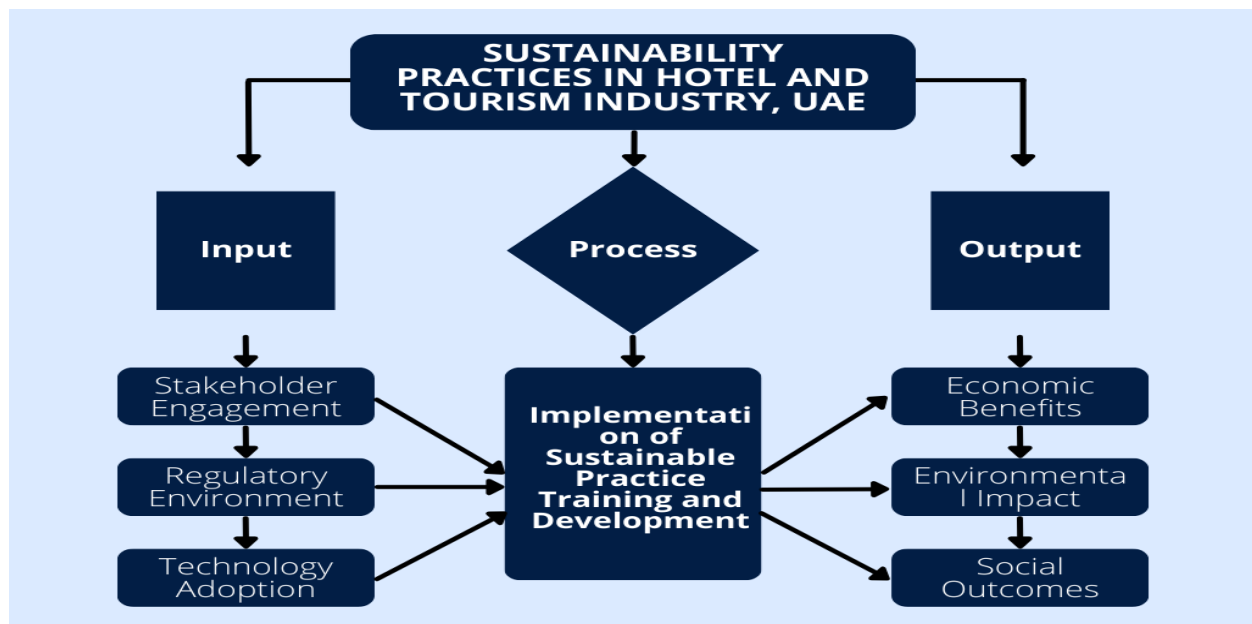 SUSTAINABILITY
PRACTICES IN HOTEL AND
TOURISM INDUSTRY, UAE
Input
Process
Output
Stakeholder
Engagement
Regulatory
Environment
Technology
Adoption
Implementati
on of
Sustainable
Practice
Training and
Development
Economic
Benefits
Environmenta
l Impact
Social
Outcomes